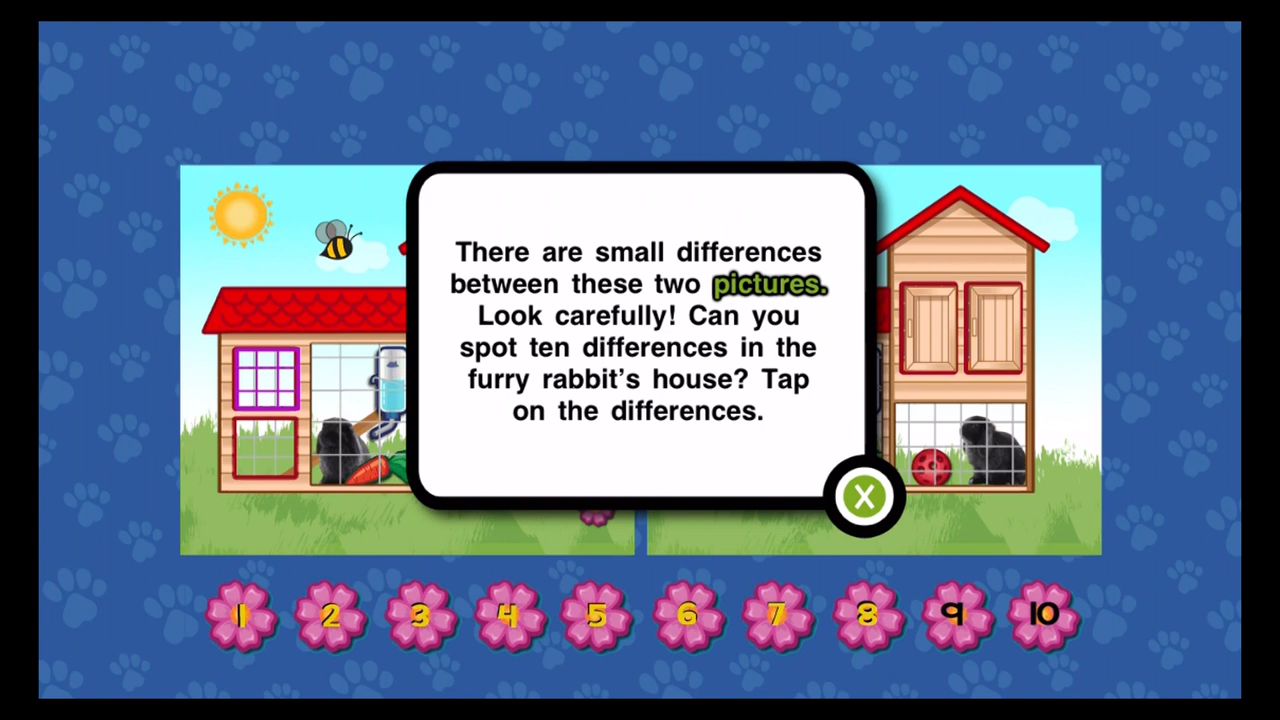 There are small differences
between these two pictures.
Look carefully! Can you
spot ten differences in the
furry rabbit’s house? Tap
on the differences.
X
1 2 3 4 5 6 7 8 9 10